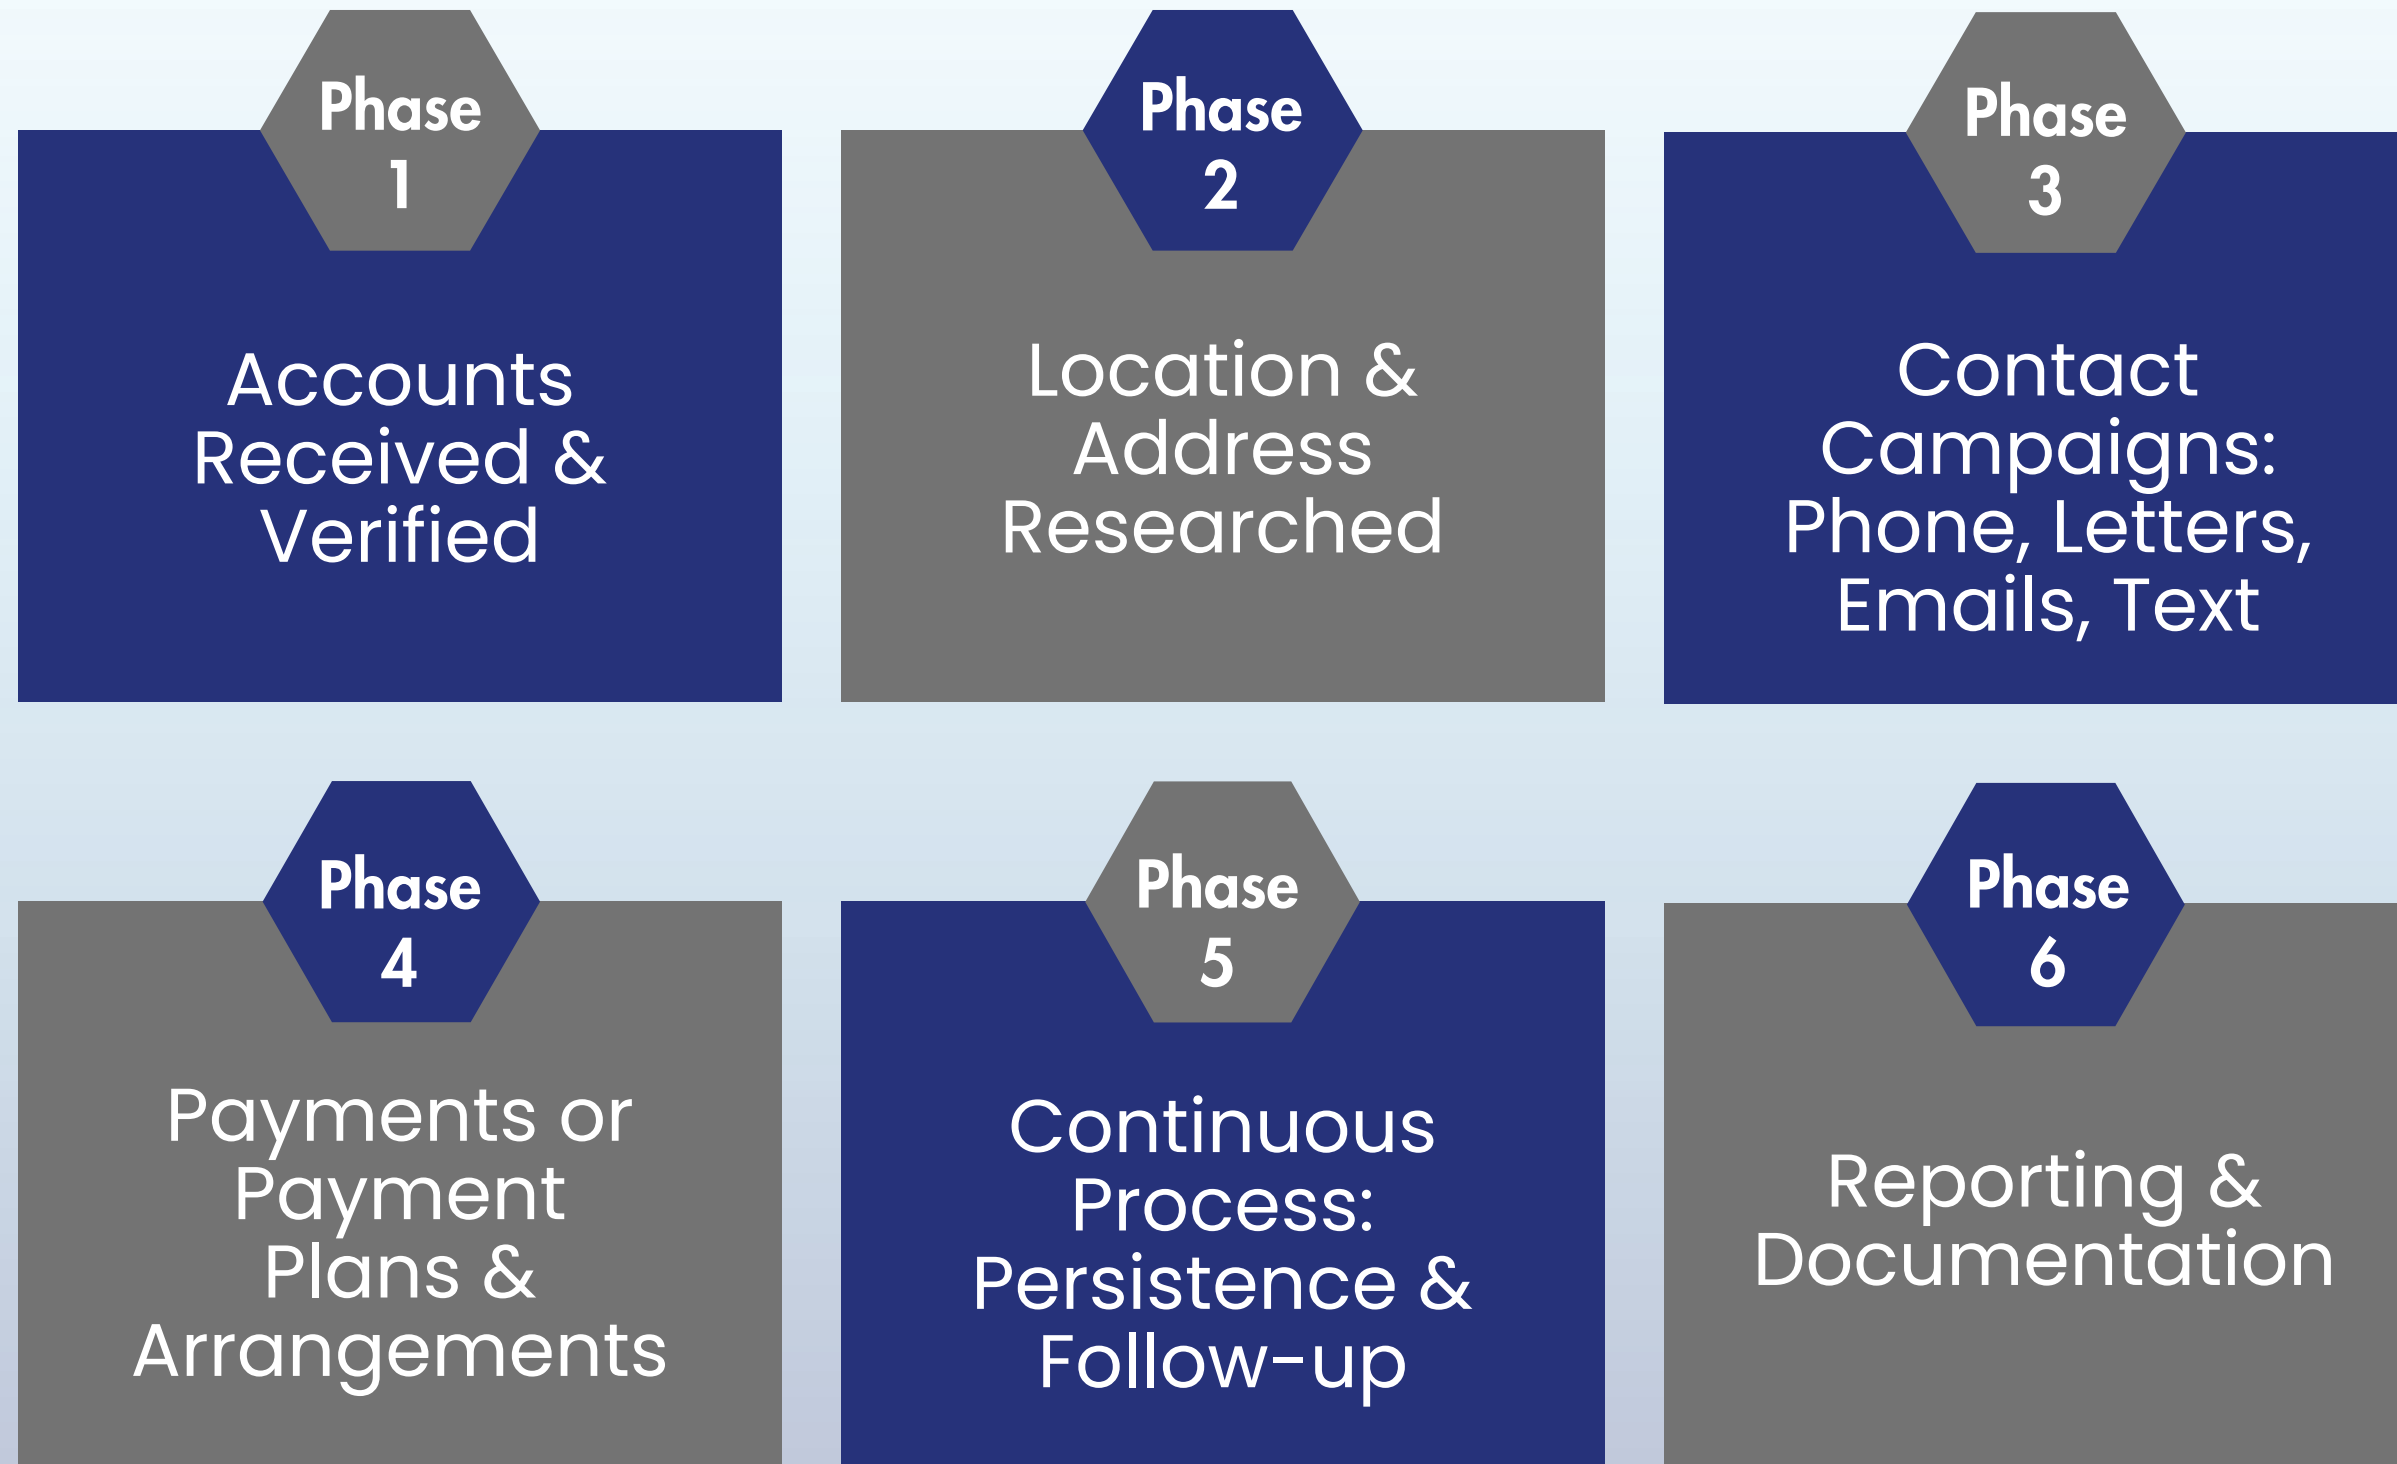 Phase
1
Accounts
Received &
Verified
Phase
2
Location &
Address
Researched
Phase
3
Contact
Campaigns:
Phone, Letters,
Emails, Text
Phase
4
Payments or
Payment
Plans &
Arrangements
Phase
5
Continuous
Process:
Persistence &
Follow-up
Phase
6
Reporting &
Documentation